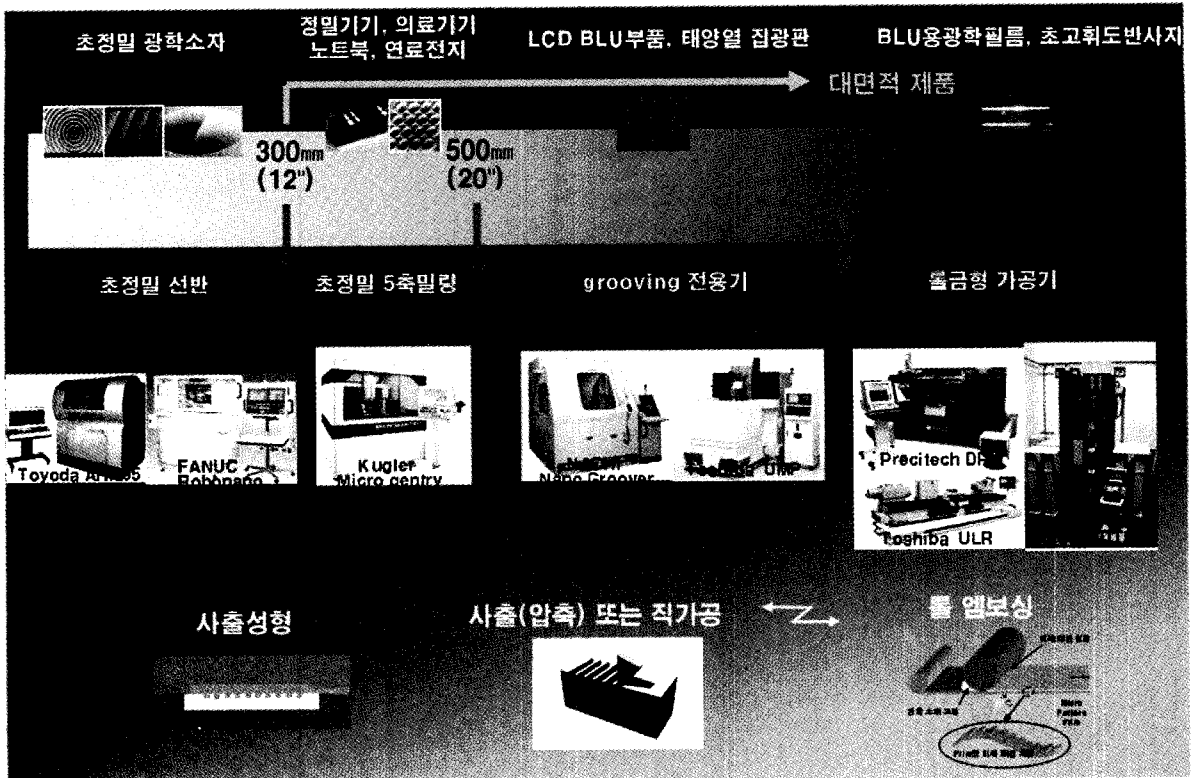 초정밀 광학소자
정밀기기, 의료기기
노트북, 연료전지
LCD BLU부품, 태양열 집광판
BLU용광학필름, 초고휘도반사지
대면적 제품
300mm
(12")
500mm
(20")
초정밀 선반
초정밀 5축밀링
grooving 전용기
롤금형 가공기
Toyoda
FANUC
Robonano
Kugler
Micro gentry
Nano Groover
UMP
Precitech
Toshiba ULR
사출성형
사출(압축) 또는 직가공
롤 엠보싱